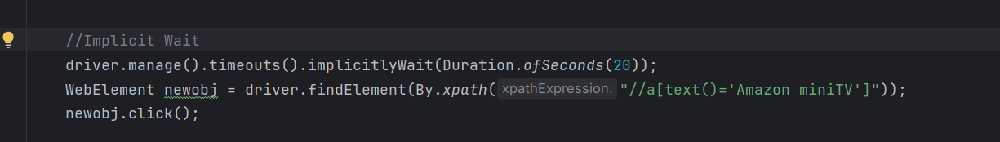 //Implicit Wait
driver.manage().timeouts().implicitlyWait(Duration.ofSeconds(20));
WebElement newobj = driver.findElement(By.xpath( xpathExpression: "//a[text()='Amazon miniTV']"));
newobj.click();